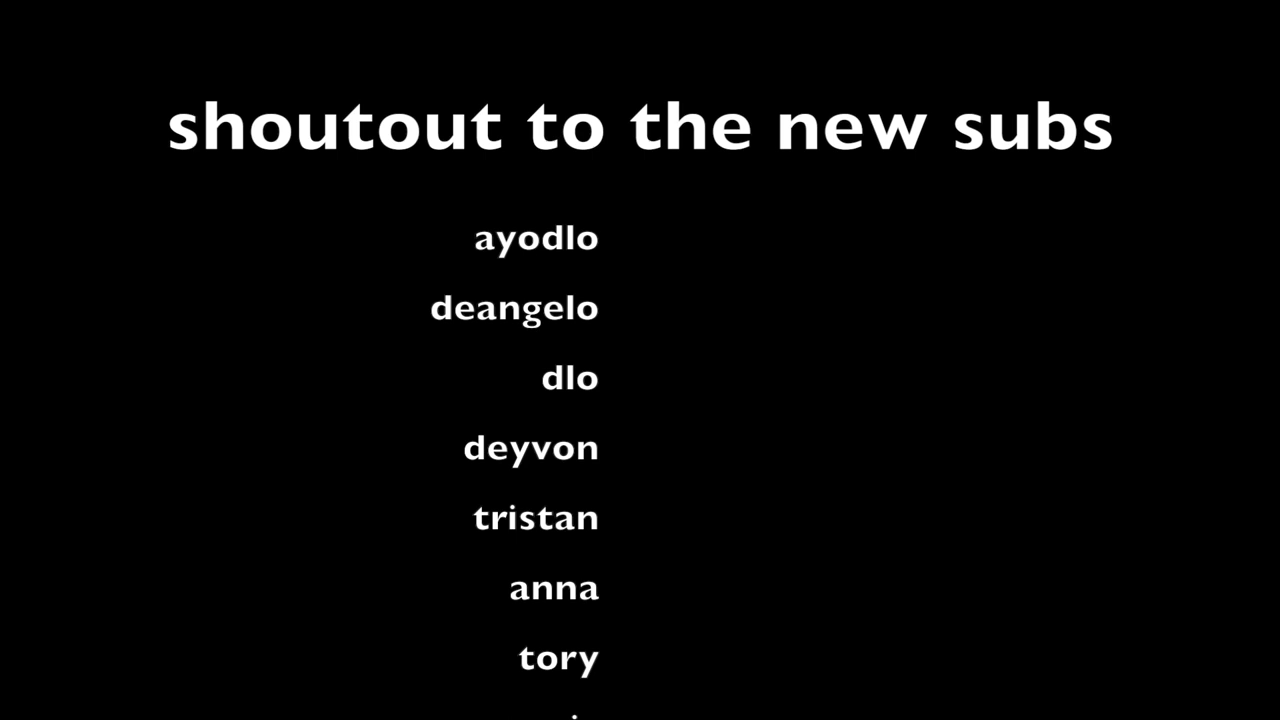 shoutout to the new subs
ayodlo
deangelo
dlo
deyvon
tristan
anna
tory